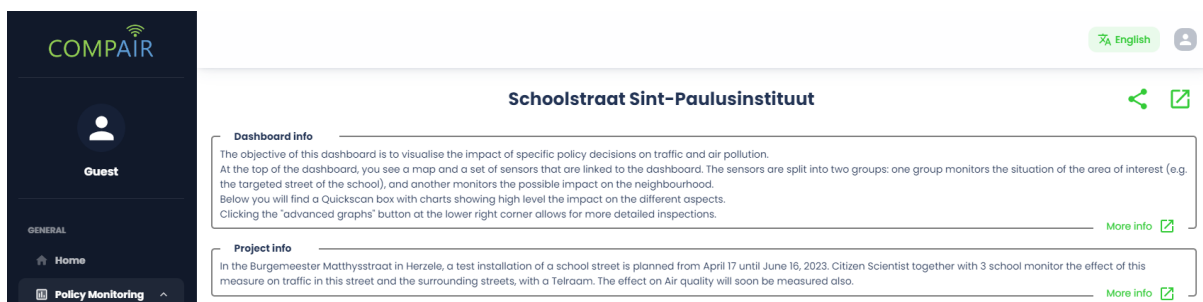 COMPAIR
English
Guest
GENERAL
Home
Policy Monitoring
Schoolstraat Sint-Paulusinstituut
Dashboard info
The objective of this dashboard is to visualise the impact of specific policy decisions on traffic and air pollution.
At the top of the dashboard, you see a map and a set of sensors that are linked to the dashboard. The sensors are split into two groups: one group monitors the situation of the area of interest (e.g.
the targeted street of the school), and another monitors the possible impact on the neighbourhood.
Below you will find a Quickscan box with charts showing high level the impact on the different aspects.
Clicking the "advanced graphs" button at the lower right corner allows for more detailed inspections.
More info
Project info
In the Burgemeester Matthysstraat in Herzele, a test installation of a school street is planned from April 17 until June 16, 2023. Citizen Scientist together with 3 school monitor the effect of this
measure on traffic in this street and the surrounding streets, with a Telraam. The effect on Air quality will soon be measured also.
More info